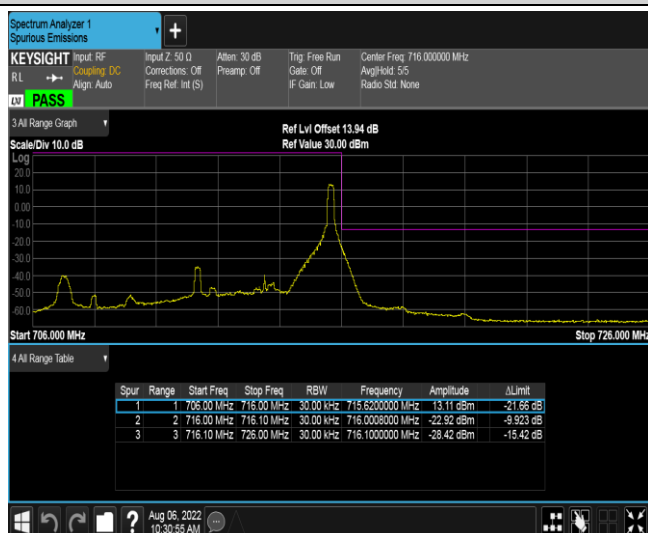 Spectrum Analyzer 1
Spurious Emissions
+
KEYSIGHT Input: RF Input Z: 50 Ω Atten: 30 dB Trig: Free Run Center Freq: 716.000000 MHz
RL Coupling: DC Corrections: Off Preamp: Off Gate: Off Avg|Hold: 5/5
Align: Auto Freq Ref: Int (S) IF Gain: Low Radio Std: None
LXI PASS
3 All Range Graph
Ref Lvl Offset 13.94 dB
Scale/Div 10.0 dB Ref Value 30.00 dBm
Log
20.0
10.0
0.00
-10.0
-20.0
-30.0
-40.0
-50.0
-60.0
Start 706.000 MHz Stop 726.000 MHz
4 All Range Table
Spur Range Start Freq Stop Freq RBW Frequency Amplitude ΔLimit
1 1 706.00 MHz 716.00 MHz 30.00 kHz 715.6200000 MHz 13.11 dBm -21.66 dB
2 2 716.00 MHz 716.10 MHz 30.00 kHz 716.0008000 MHz -22.92 dBm -9.923 dB
3 3 716.10 MHz 726.00 MHz 30.00 kHz 716.1000000 MHz -28.42 dBm -15.42 dB
? Aug 06, 2022
10:30:55 AM